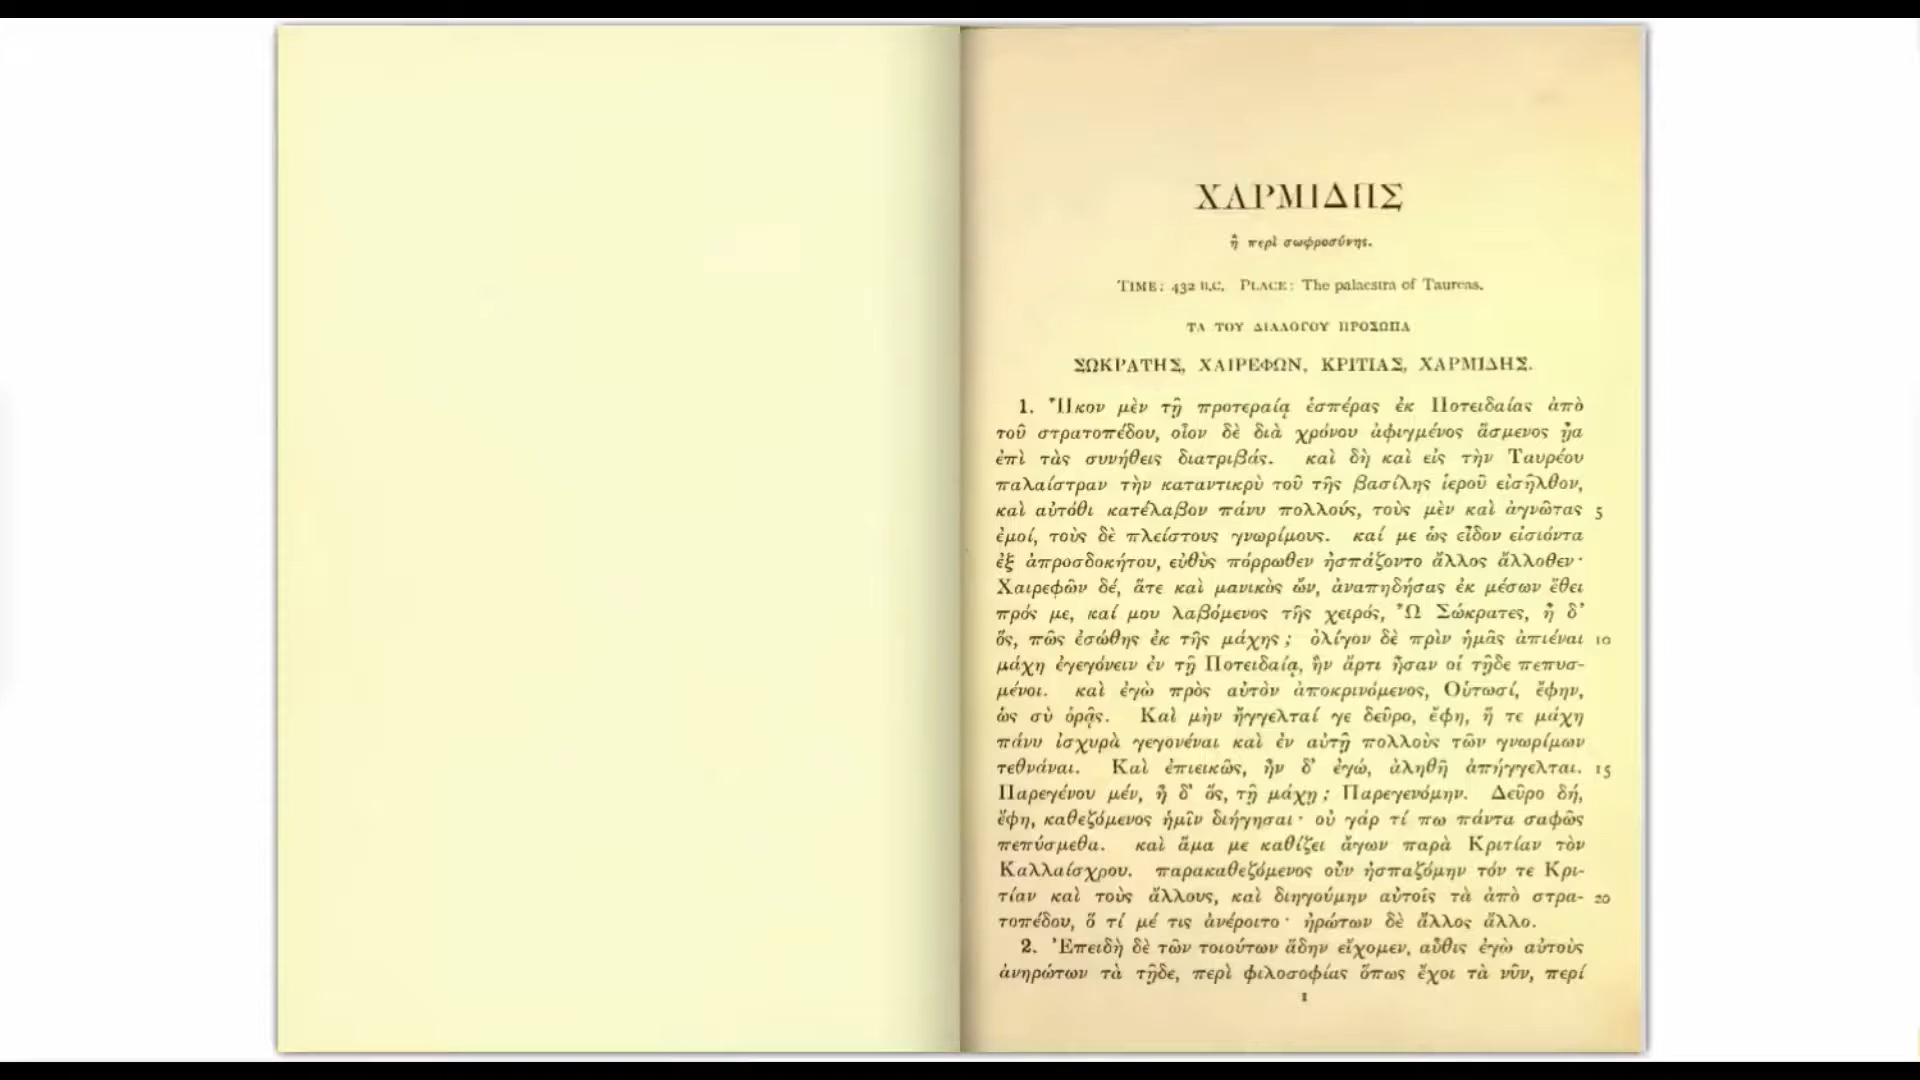 ΧΑΡΜΙΔΗΣ
ἢ περὶ σωφροσύνης.
TIME: 432 B.C. PLACE: The palaestra of Taureas.
ΤΑ ΤΟΥ ΔΙΑΛΟΓΟΥ ΠΡΟΣΩΠΑ
ΣΩΚΡΑΤΗΣ, ΧΑΙΡΕΦΩΝ, ΚΡΙΤΙΑΣ, ΧΑΡΜΙΔΗΣ.
1. Ἧκον μὲν τῇ προτεραίᾳ ἑσπέρας ἐκ Ποτειδαίας ἀπὸ
τοῦ στρατοπέδου, οἷον δὲ διὰ χρόνου ἀφιγμένος ἅσμενος ᾖα
ἐπὶ τὰς συνήθεις διατριβάς. καὶ δὴ καὶ εἰς τὴν Ταυρέου
παλαίστραν τὴν καταντικρὺ τοῦ τῆς βασίλης ἱεροῦ εἰσῆλθον,
καὶ αὐτόθι κατέλαβον πάνυ πολλούς, τοὺς μὲν καὶ ἀγνῶτας 5
ἐμοί, τοὺς δὲ πλείστους γνωρίμους. καί με ὡς εἶδον εἰσιόντα
ἐξ ἀπροσδοκήτου, εὐθὺς πόρρωθεν ἠσπάζοντο ἄλλος ἄλλοθεν·
Χαιρεφῶν δέ, ἅτε καὶ μανικὸς ὤν, ἀναπηδήσας ἐκ μέσων ἔθει
πρός με, καί μου λαβόμενος τῆς χειρός, Ὦ Σώκρατες, ἦ δ’
ὅς, πῶς ἐσώθης ἐκ τῆς μάχης; ὀλίγον δὲ πρὶν ἡμᾶς ἀπιέναι 10
μάχη ἐγεγόνειν ἐν τῇ Ποτειδαίᾳ, ἣν ἄρτι ἦσαν οἱ τῇδε πεπυσ-
μένοι. καὶ ἐγὼ πρὸς αὐτὸν ἀποκρινόμενος, Οὑτωσί, ἔφην,
ὡς σὺ ὁρᾷς. Καὶ μὴν ἤγγελταί γε δεῦρο, ἔφη, ἥ τε μάχη
πάνυ ἰσχυρὰ γεγονέναι καὶ ἐν αὐτῇ πολλοὺς τῶν γνωρίμων
τεθνάναι. Καὶ ἐπιεικῶς, ἦν δ’ ἐγώ, ἀληθῆ ἀπήγγελται. 15
Παρεγένου μέν, ἦ δ’ ὅς, τῇ μάχῃ; Παρεγενόμην. Δεῦρο δή,
ἔφη, καθεζόμενος ἡμῖν διήγησαι· οὐ γάρ τί πω πάντα σαφῶς
πεπύσμεθα. καὶ ἅμα με καθίζει ἄγων παρὰ Κριτίαν τὸν
Καλλαίσχρου. παρακαθεζόμενος οὖν ἠσπαζόμην τόν τε Κρι-
τίαν καὶ τοὺς ἄλλους, καὶ διηγούμην αὐτοῖς τὰ ἀπὸ στρα- 20
τοπέδου, ὅ τί μέ τις ἀνέροιτο· ἠρώτων δὲ ἄλλος ἄλλο.
2. Ἐπειδὴ δὲ τῶν τοιούτων ἅδην εἴχομεν, αὖθις ἐγὼ αὐτοὺς
ἀνηρώτων τὰ τῇδε, περὶ φιλοσοφίας ὅπως ἔχοι τὰ νῦν, περί
1